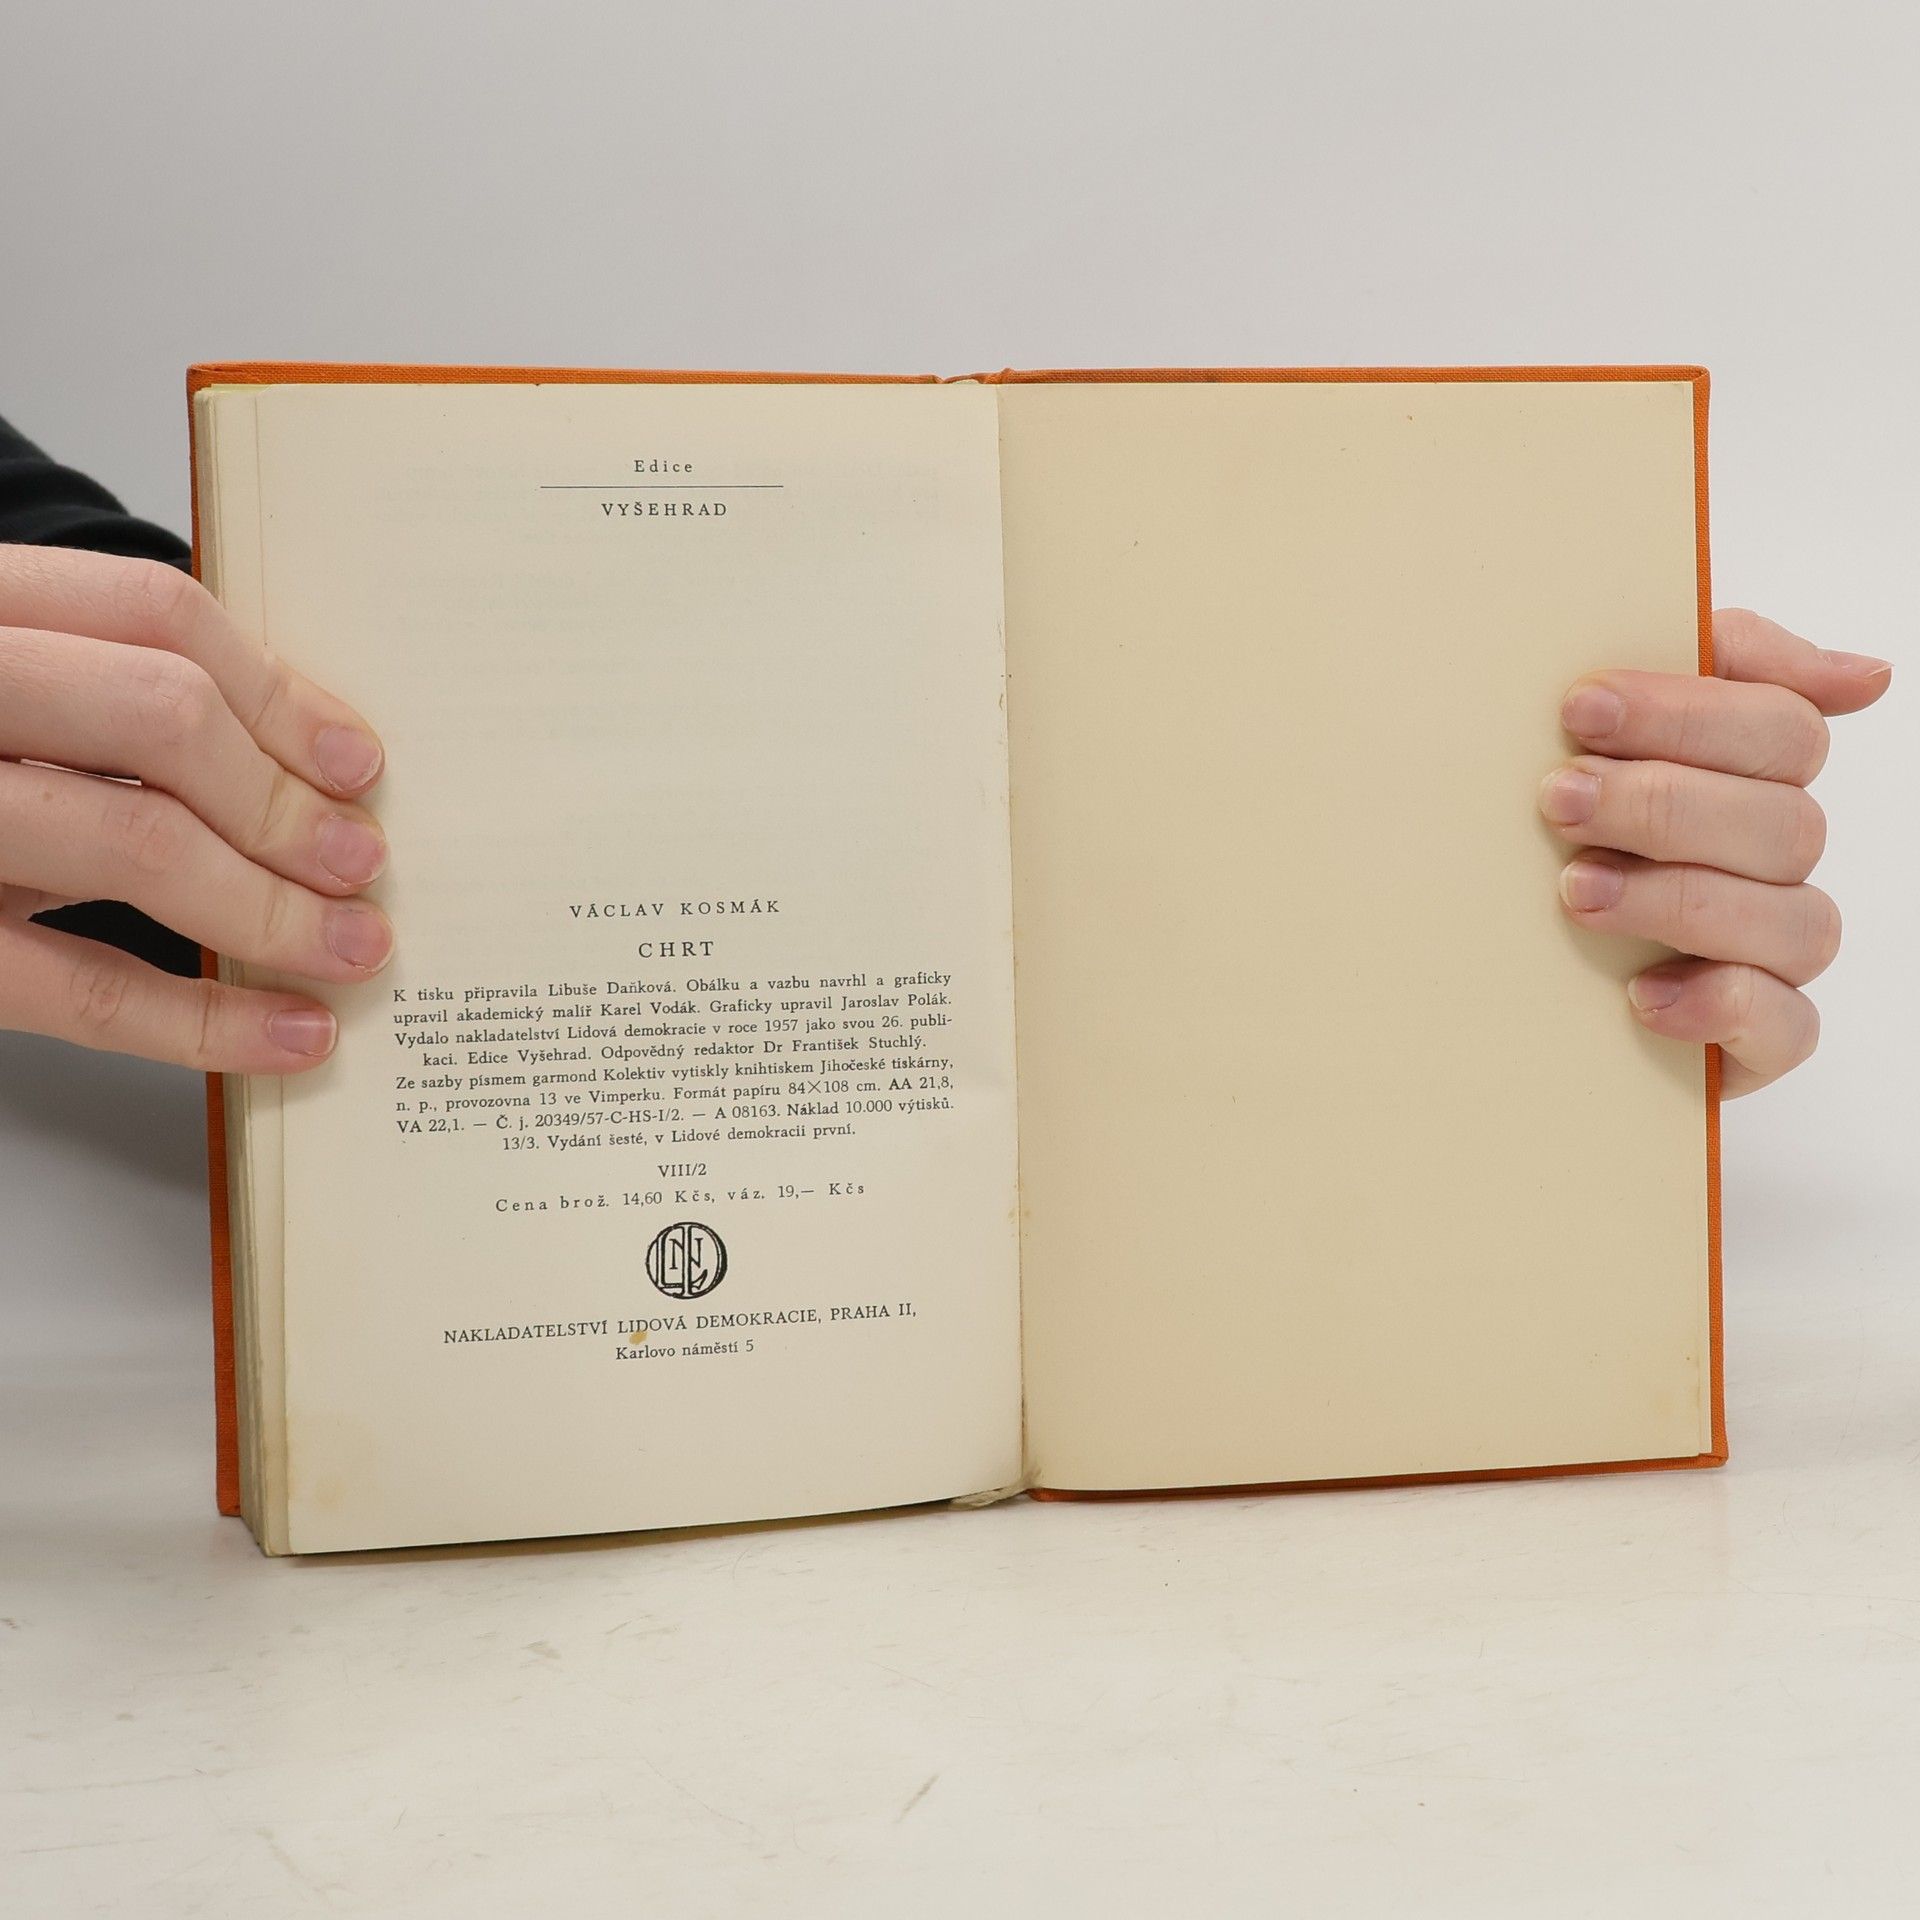 Edice
VYŠEHRAD
VÁCLAV KOSMÁK
CHRT
K tisku připravila Libuše Daňková. Obálku a vazbu navrhl a graficky
upravil akademický malíř Karel Vodák. Graficky upravil Jaroslav Polák.
Vydalo nakladatelství Lidová demokracie v roce 1957 jako svou 26. publi-
kaci. Edice Vyšehrad. Odpovědný redaktor Dr František Stuchlý.
Ze sazby písmem garmond Kolektiv vytiskly knihtiskem Jihočeské tiskárny,
n. p., provozovna 13 ve Vimperku. Formát papíru 84×108 cm. AA 21,8,
VA 22,1. — Č. j. 20349/57-C-HS-I/2. — A 08163. Náklad 10.000 výtisků.
13/3. Vydání šesté, v Lidové demokracii první.
VIII/2
Cena brož. 14,60 Kčs, váz. 19,— Kčs
NAKLADATELSTVÍ LIDOVÁ DEMOKRACIE, PRAHA II,
Karlovo náměstí 5